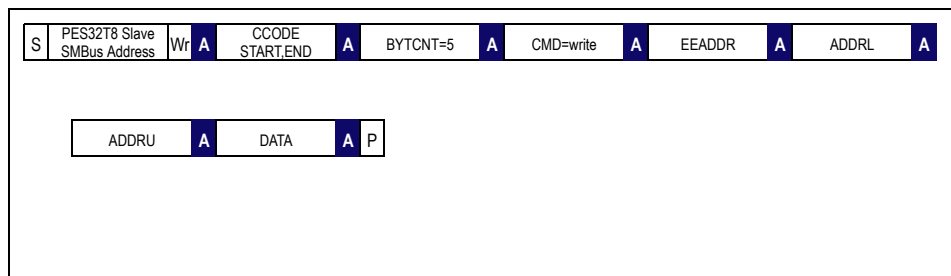 S PES32T8 Slave SMBus Address Wr A CCODE START,END A BYTCNT=5 A CMD=write A EEADDR A ADDRL A
ADDRU A DATA A P